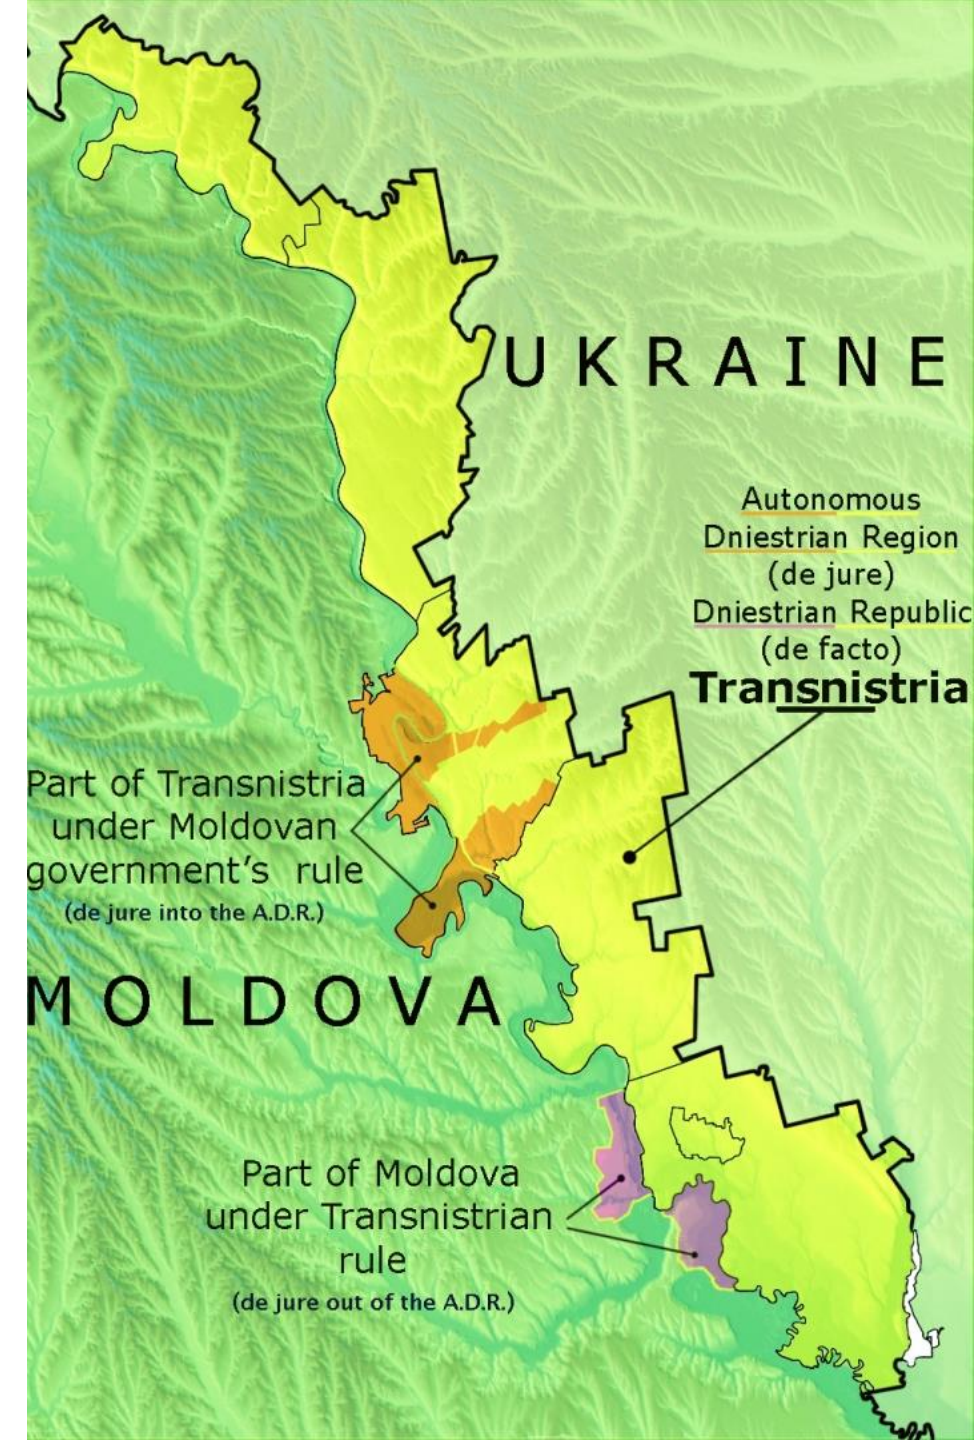 UKRAINE
Autonomous
Dniestrian Region
(de jure)
Dniestrian Republic
(de facto)
Transnistria
Part of Transnistria
under Moldovan
government's rule
(de jure into the A.D.R.)
MOLDOVA
Part of Moldova
under Transnistrian
rule
(de jure out of the A.D.R.)